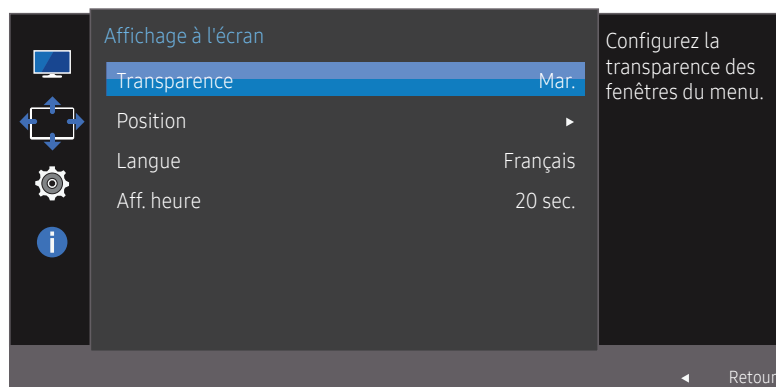 Affichage à l'écran
Transparence Mar.
Position ►
Langue Français
Aff. heure 20 sec.
Configurez la
transparence des
fenêtres du menu.
◄ Retour